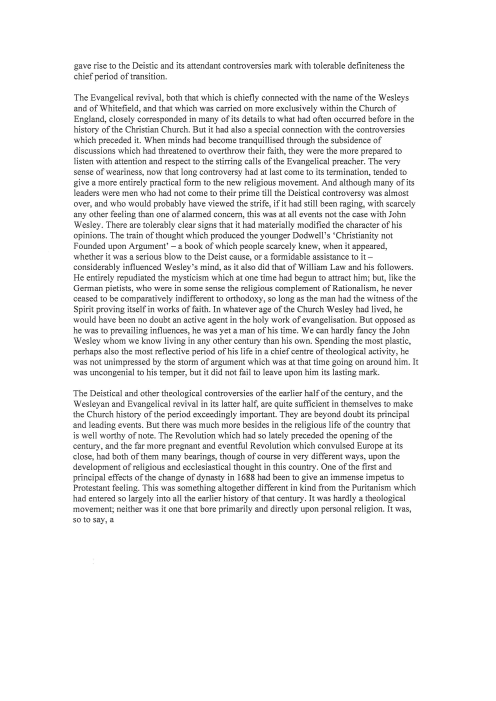 gave rise to the Deistic and its attendant controversies mark with tolerable definiteness the
chief period of transition.
The Evangelical revival, both that which is chiefly connected with the name of the Wesleys
and of Whitefield, and that which was carried on more exclusively within the Church of
England, closely corresponded in many of its details to what had often occurred before in the
history of the Christian Church. But it had also a special connection with the controversies
which preceded it. When minds had become tranquillised through the subsidence of
discussions which had threatened to overthrow their faith, they were the more prepared to
listen with attention and respect to the stirring calls of the Evangelical preacher. The very
sense of weariness, now that long controversy had at last come to its termination, tended to
give a more entirely practical form to the new religious movement. And although many of its
leaders were men who had not come to their prime till the Deistical controversy was almost
over, and who would probably have viewed the strife, if it had still been raging, with scarcely
any other feeling than one of alarmed concern, this was at all events not the case with John
Wesley. There are tolerably clear signs that it had materially modified the character of his
opinions. The train of thought which produced the younger Dodwell's 'Christianity not
Founded upon Argument' – a book of which people scarcely knew, when it appeared,
whether it was a serious blow to the Deist cause, or a formidable assistance to it –
considerably influenced Wesley's mind, as it also did that of William Law and his followers.
He entirely repudiated the mysticism which at one time had begun to attract him; but, like the
German pietists, who were in some sense the religious complement of Rationalism, he never
ceased to be comparatively indifferent to orthodoxy, so long as the man had the witness of the
Spirit proving itself in works of faith. In whatever age of the Church Wesley had lived, he
would have been no doubt an active agent in the holy work of evangelisation. But opposed as
he was to prevailing influences, he was yet a man of his time. We can hardly fancy the John
Wesley whom we know living in any other century than his own. Spending the most plastic,
perhaps also the most reflective period of his life in a chief centre of theological activity, he
was not unimpressed by the storm of argument which was at that time going on around him. It
was uncongenial to his temper, but it did not fail to leave upon him its lasting mark.
The Deistical and other theological controversies of the earlier half of the century, and the
Wesleyan and Evangelical revival in its latter half, are quite sufficient in themselves to make
the Church history of the period exceedingly important. They are beyond doubt its principal
and leading events. But there was much more besides in the religious life of the country that
is well worthy of note. The Revolution which had so lately preceded the opening of the
century, and the far more pregnant and eventful Revolution which convulsed Europe at its
close, had both of them many bearings, though of course in very different ways, upon the
development of religious and ecclesiastical thought in this country. One of the first and
principal effects of the change of dynasty in 1688 had been to give an immense impetus to
Protestant feeling. This was something altogether different in kind from the Puritanism which
had entered so largely into all the earlier history of that century. It was hardly a theological
movement; neither was it one that bore primarily and directly upon personal religion. It was,
so to say, a